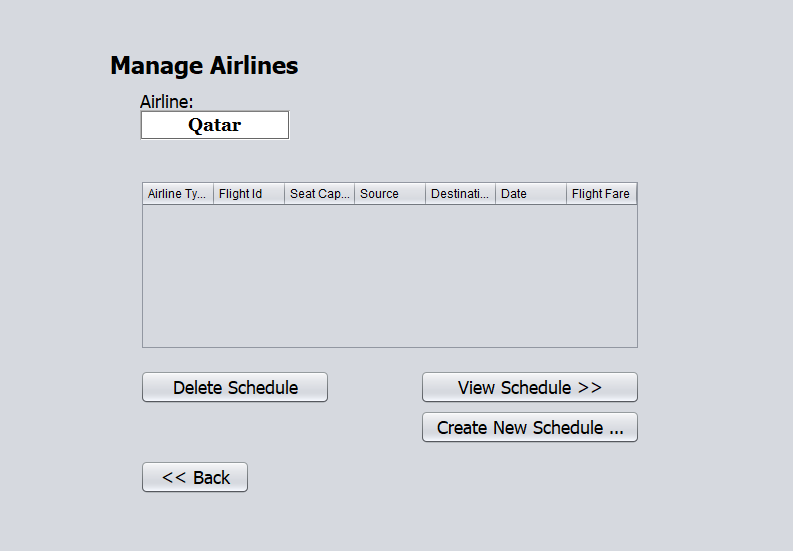 Manage Airlines
Airline:
Qatar
Airline Ty... Flight Id Seat Cap... Source Destinati... Date Flight Fare
Delete Schedule View Schedule >>
Create New Schedule ...
<< Back